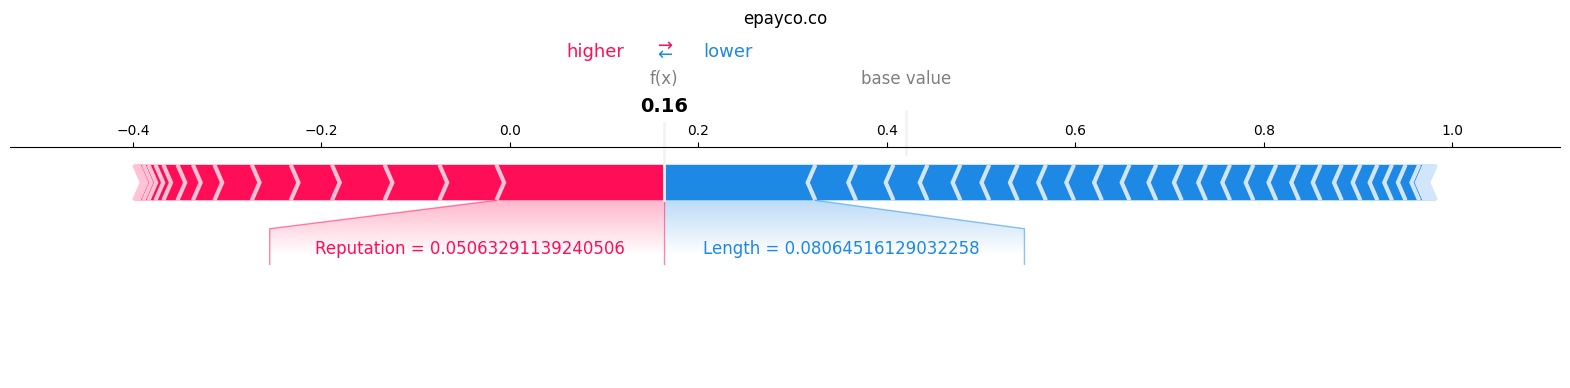 epayco.co
higher ⇄ lower
f(x) base value
0.16
−0.4 −0.2 0.0 0.2 0.4 0.6 0.8 1.0
Reputation = 0.05063291139240506 Length = 0.08064516129032258